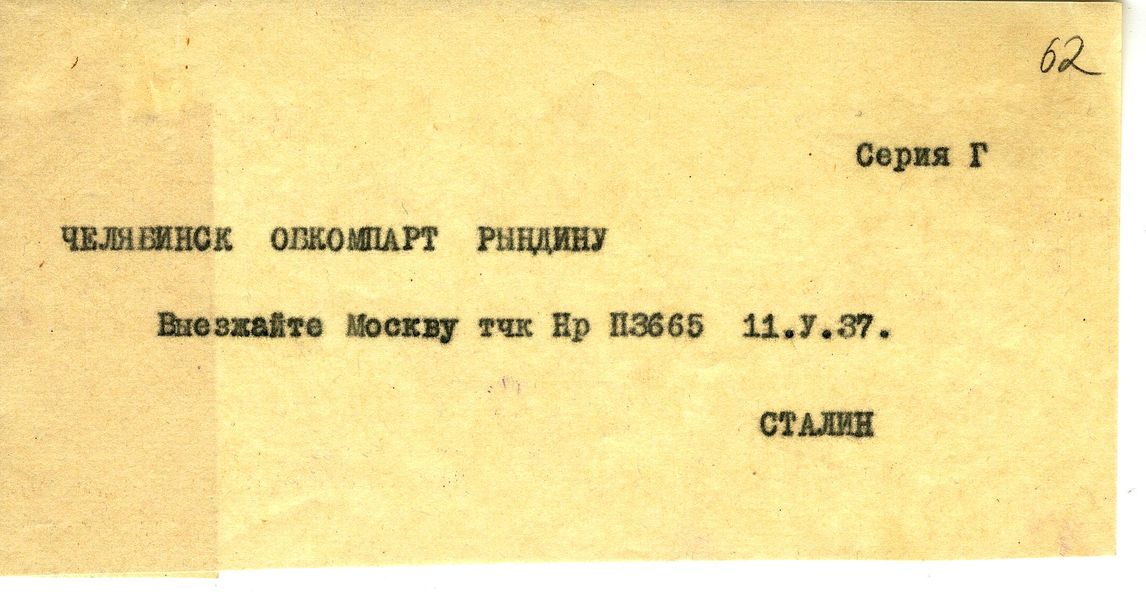 62
Серия Г
ЧЕЛЯБИНСК ОБКОМПАРТ РЫНДИНУ
Выезжайте Москву тчк Нр П3665 11.У.37.
СТАЛИН